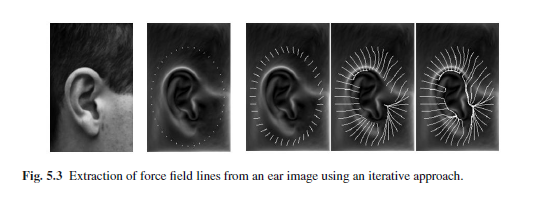 Fig. 5.3 Extraction of force field lines from an ear image using an iterative approach.